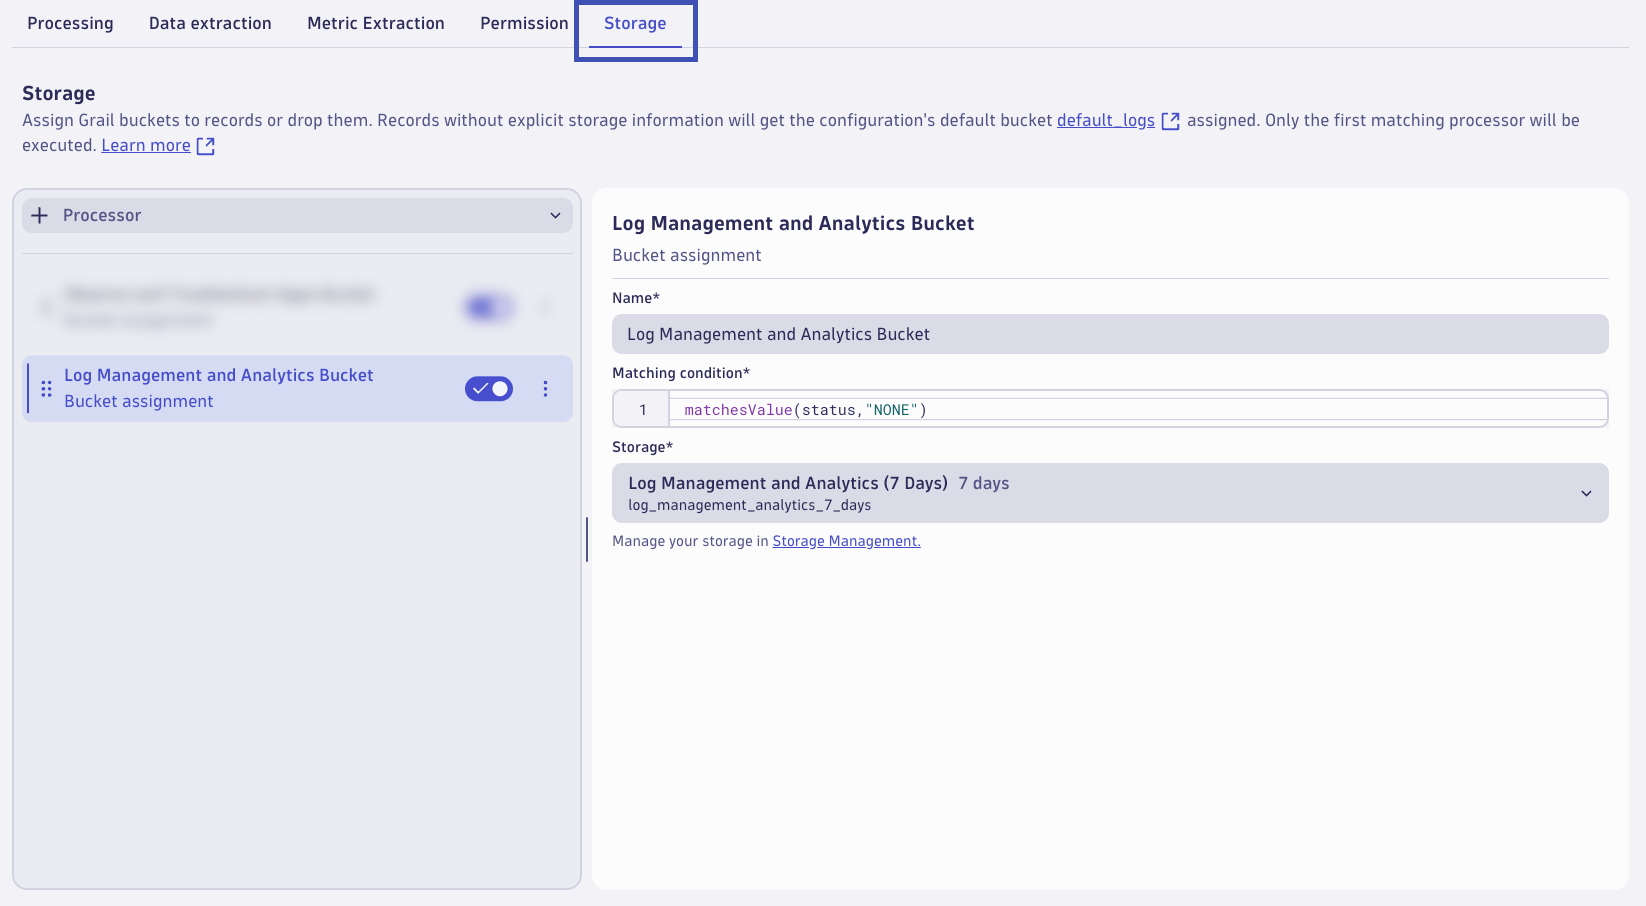 Processing
Data extraction
Metric Extraction
Permission
Storage
Storage
Assign Grail buckets to records or drop them. Records without explicit storage information will get the configuration's default bucket default_logs assigned. Only the first matching processor will be
executed. Learn more
Processor
Log Management and Analytics Bucket
Bucket assignment
Log Management and Analytics Bucket
Bucket assignment
Name*
Log Management and Analytics Bucket
Matching condition*
1 matchesValue(status,"NONE")
Storage*
Log Management and Analytics (7 Days) 7 days
log_management_analytics_7_days
Manage your storage in Storage Management.